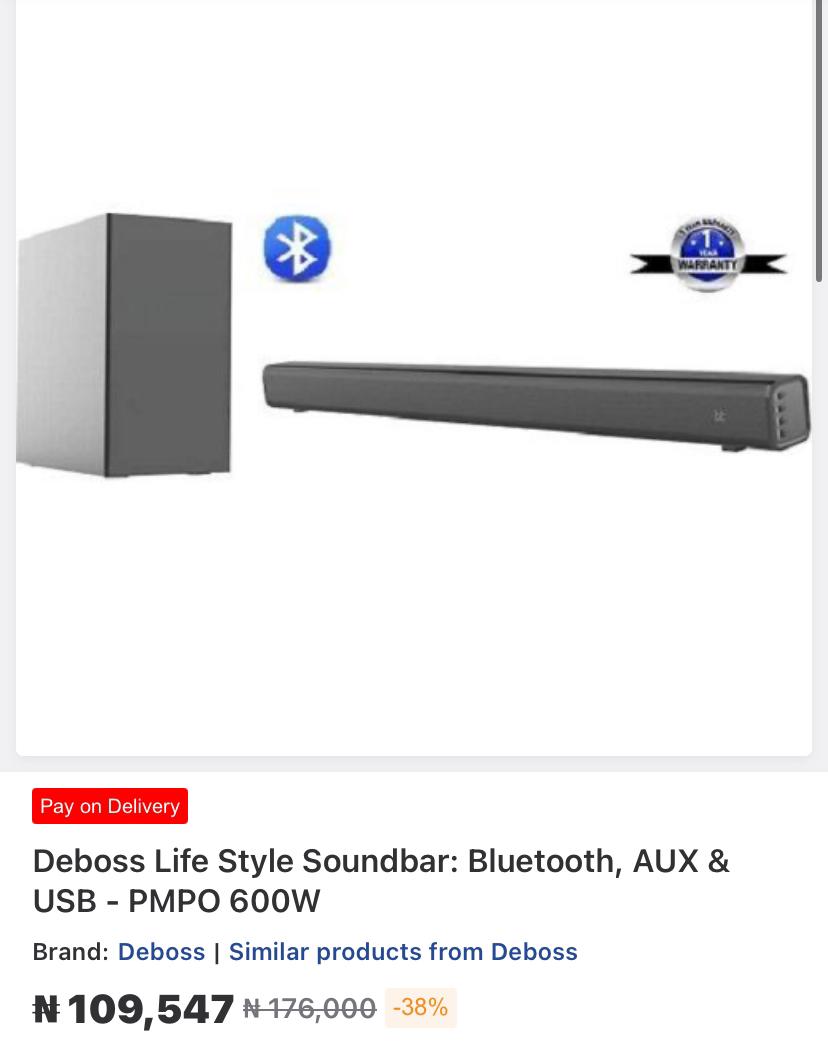 1
YEAR
WARRANTY
Pay on Delivery
Deboss Life Style Soundbar: Bluetooth, AUX &
USB - PMPO 600W
Brand: Deboss | Similar products from Deboss
₦ 109,547 ₦ 176,000 -38%